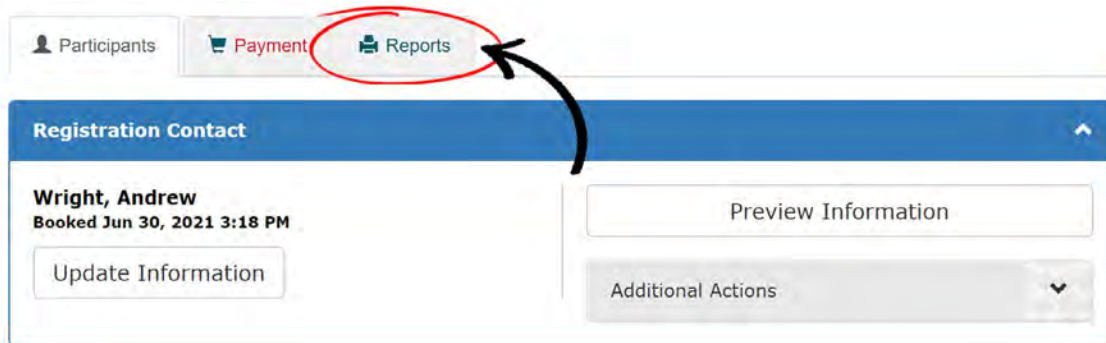 Participants Payment Reports
Registration Contact
Wright, Andrew
Booked Jun 30, 2021 3:18 PM
Update Information
Preview Information
Additional Actions